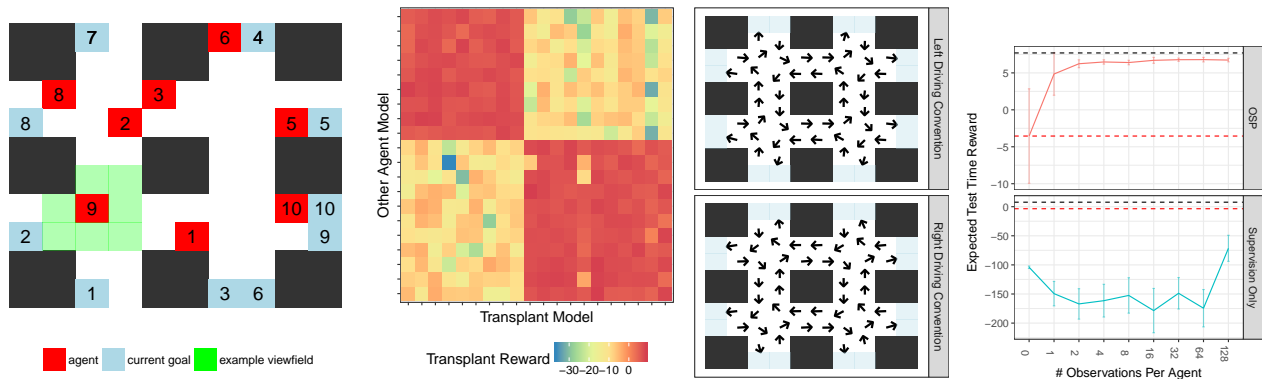 7
6 4
8
3
8
2
5 5
9
10 10
2
1
9
1
3 6
agent
current goal
example viewfield
Other Agent Model
Transplant Model
Transplant Reward
−30−20−10 0
Left Driving Convention
Right Driving Convention
Expected Test Time Reward
5
0
−5
−10
OSP
0
−50
−100
−150
−200
Supervision Only
0 1 2 4 8 16 32 64 128
# Observations Per Agent